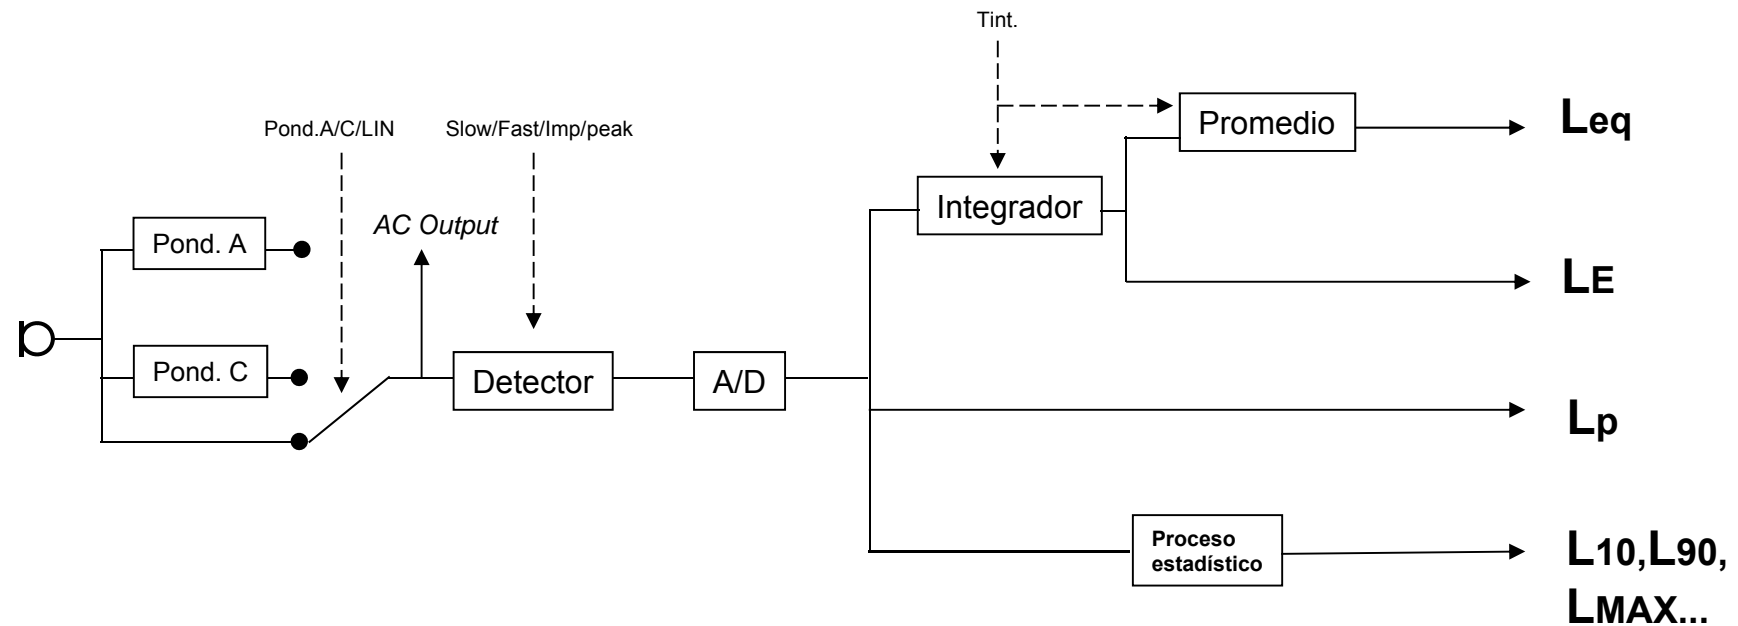 Tint.
Pond.A/C/LIN
Slow/Fast/Imp/peak
Promedio
Leq
Integrador
AC Output
Pond. A
LE
Pond. C
Detector
A/D
Lp
Proceso
estadístico
L10,L90,
LMAX...